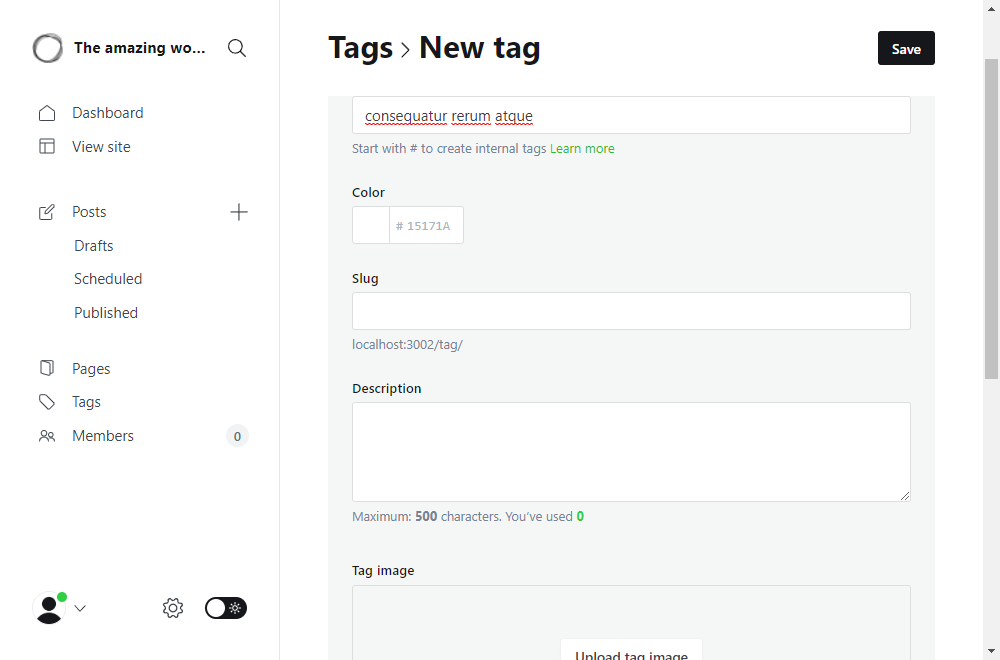 The amazing wo...
Dashboard
View site
Posts
Drafts
Scheduled
Published
Pages
Tags
Members
0
Tags > New tag
Save
consequatur rerum atque
Start with # to create internal tags Learn more
Color
# 15171A
Slug
localhost:3002/tag/
Description
Maximum: 500 characters. You’ve used 0
Tag image
Upload tag image